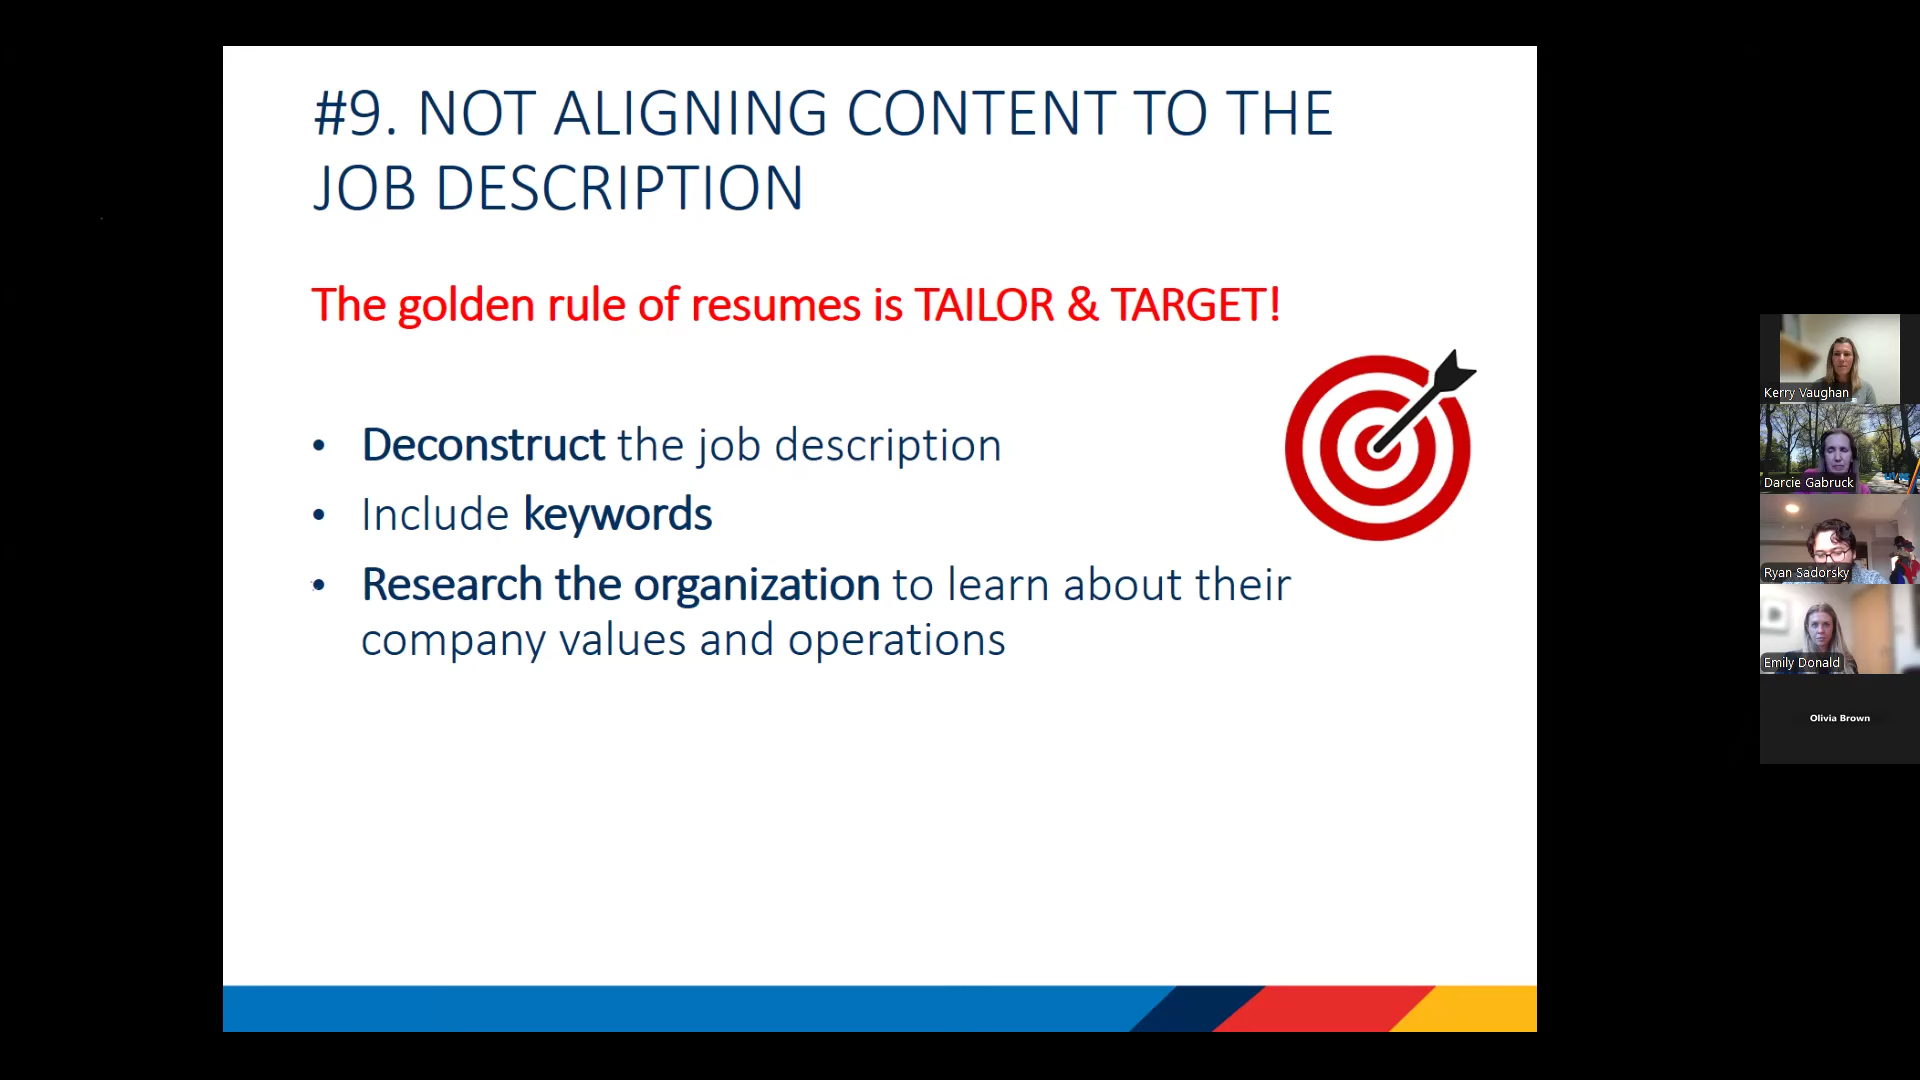 #9. NOT ALIGNING CONTENT TO THE
JOB DESCRIPTION
The golden rule of resumes is TAILOR & TARGET!
• Deconstruct the job description
• Include keywords
• Research the organization to learn about their
company values and operations
Kerry Vaughan
Darcie Gabruck
Ryan Sadorsky
Emily Donald
Olivia Brown